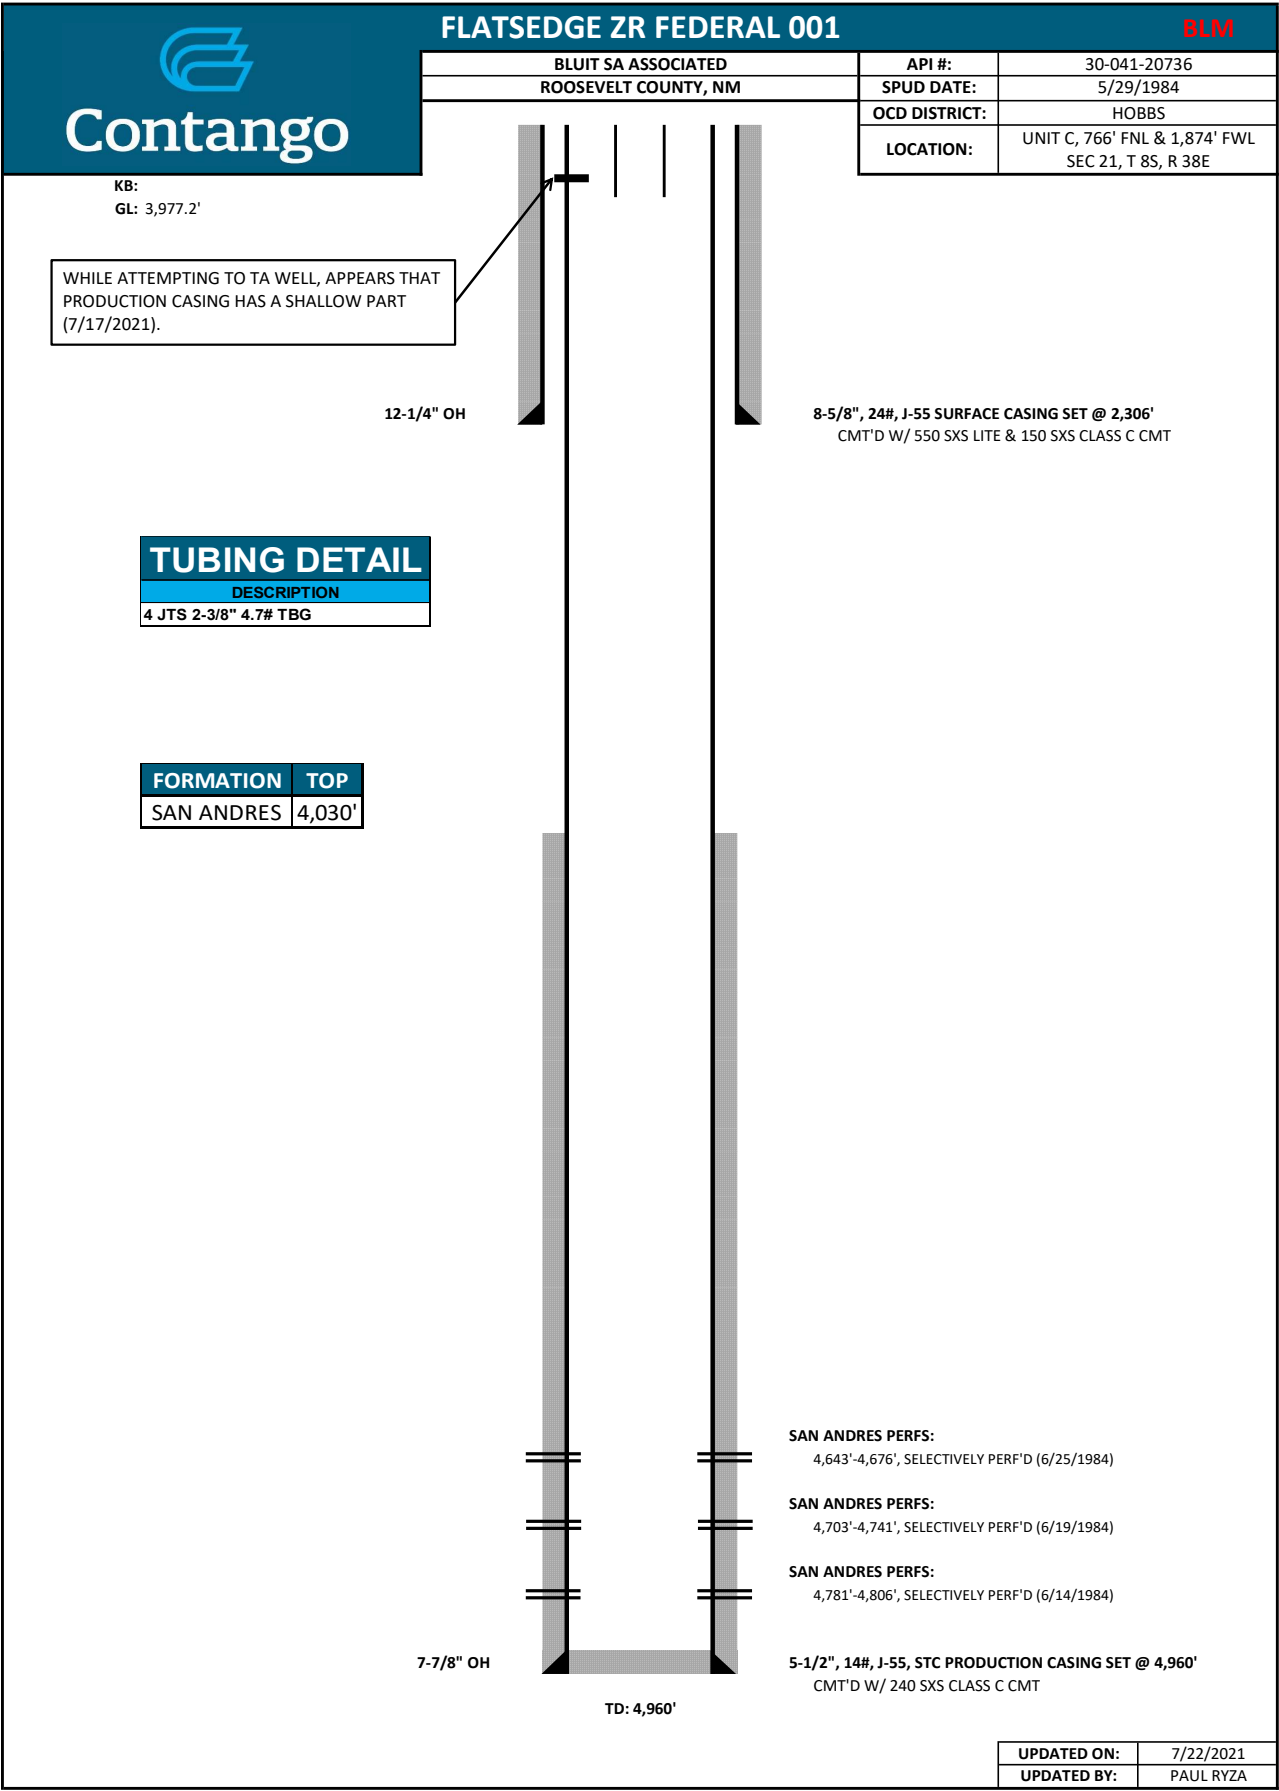 Contango
FLATSEDGE ZR FEDERAL 001
BLM
BLUIT SA ASSOCIATED
ROOSEVELT COUNTY, NM
API #: 30-041-20736
SPUD DATE: 5/29/1984
OCD DISTRICT: HOBBS
LOCATION: UNIT C, 766' FNL & 1,874' FWL
SEC 21, T 8S, R 38E
KB:
GL: 3,977.2'
WHILE ATTEMPTING TO TA WELL, APPEARS THAT
PRODUCTION CASING HAS A SHALLOW PART
(7/17/2021).
12-1/4" OH
8-5/8", 24#, J-55 SURFACE CASING SET @ 2,306'
CMT'D W/ 550 SXS LITE & 150 SXS CLASS C CMT
TUBING DETAIL
DESCRIPTION
4 JTS 2-3/8" 4.7# TBG
FORMATION TOP
SAN ANDRES 4,030'
SAN ANDRES PERFS:
4,643'-4,676', SELECTIVELY PERF'D (6/25/1984)
SAN ANDRES PERFS:
4,703'-4,741', SELECTIVELY PERF'D (6/19/1984)
SAN ANDRES PERFS:
4,781'-4,806', SELECTIVELY PERF'D (6/14/1984)
7-7/8" OH
5-1/2", 14#, J-55, STC PRODUCTION CASING SET @ 4,960'
CMT'D W/ 240 SXS CLASS C CMT
TD: 4,960'
UPDATED ON: 7/22/2021
UPDATED BY: PAUL RYZA